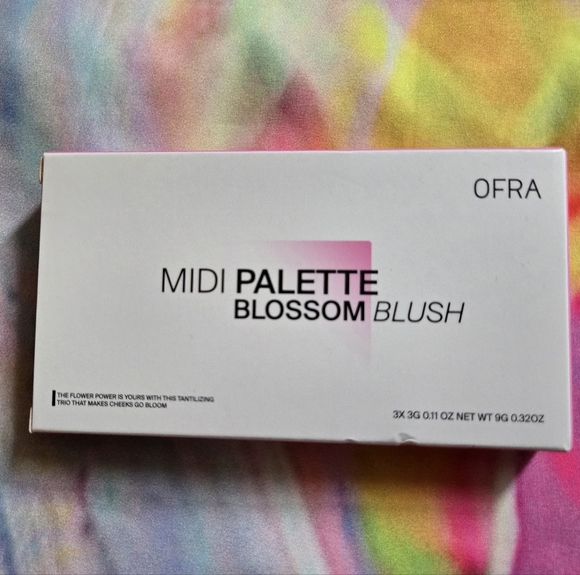 OFRA
MIDI PALETTE
BLOSSOM BLUSH
THE FLOWER POWER IS YOURS WITH THIS TANTILIZING
TRIO THAT MAKES CHEEKS GO BLOOM
3X 3G 0.11 OZ NET WT 9G 0.32OZ